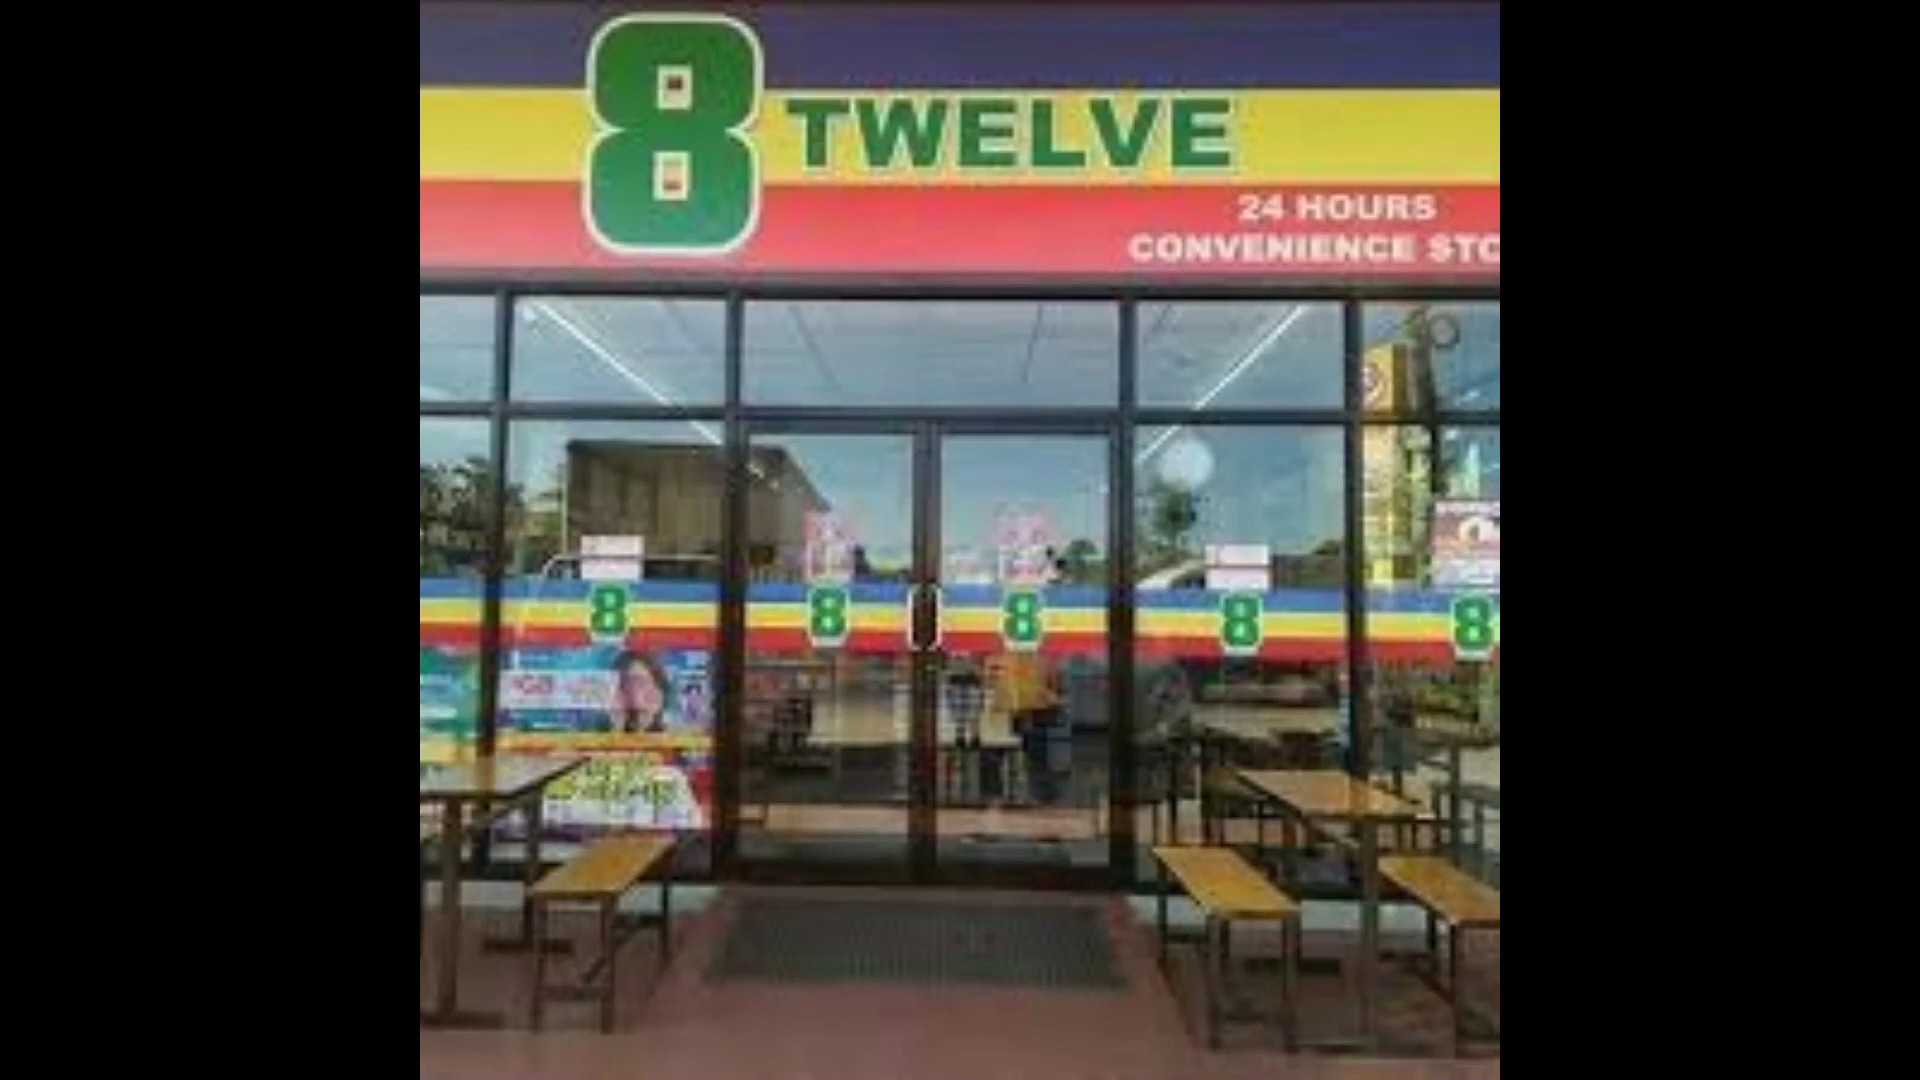 8 TWELVE
24 HOURS
CONVENIENCE STO
8 8 8 8 8